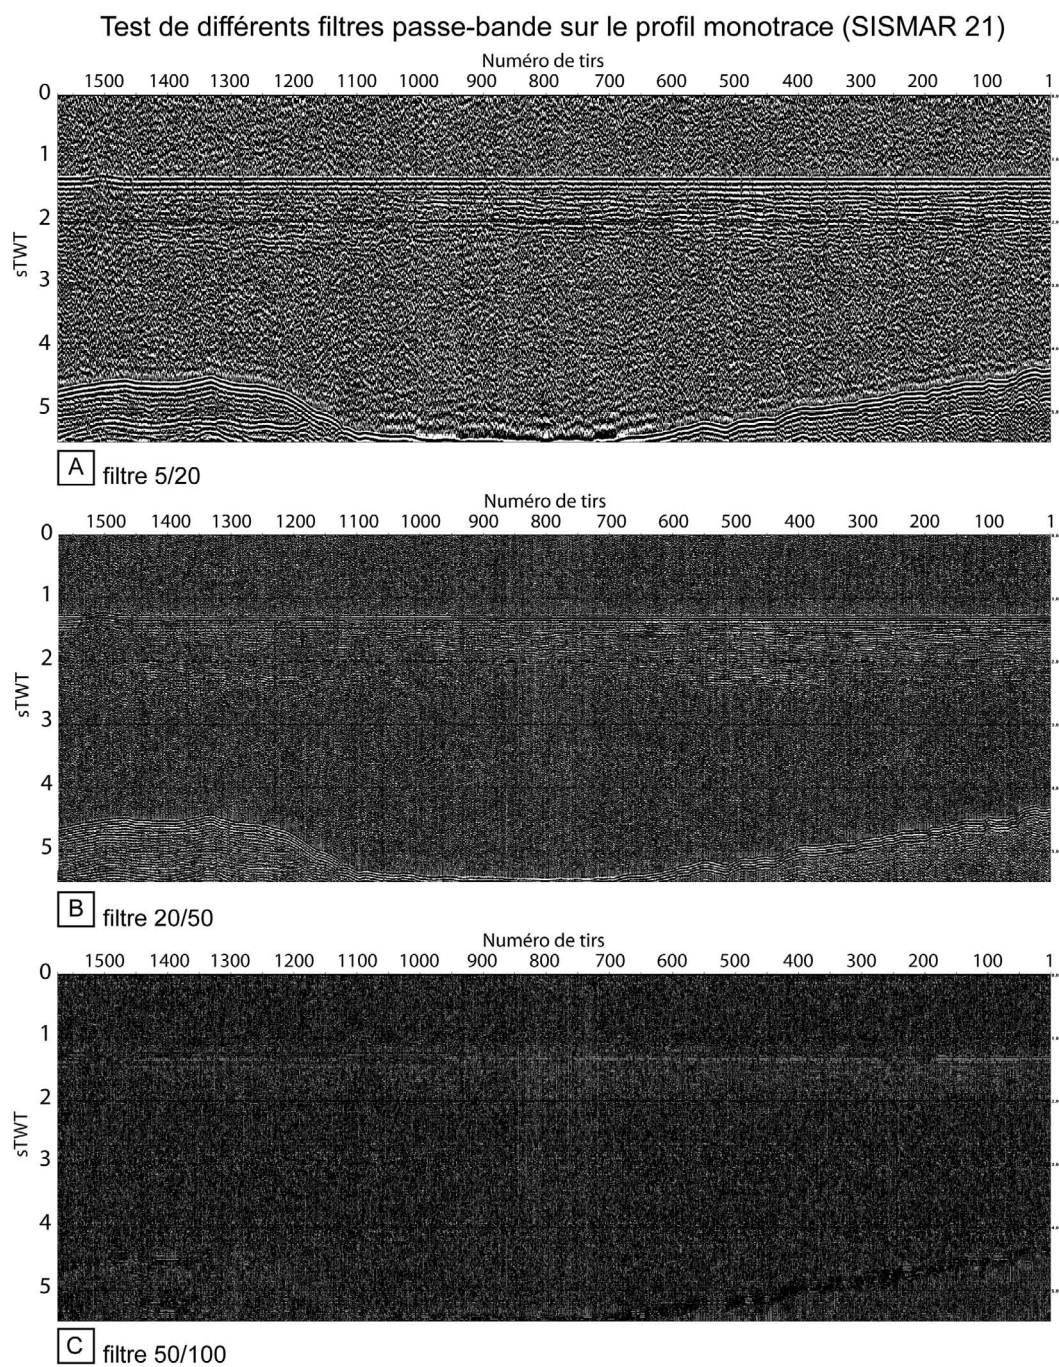 Test de différents filtres passe-bande sur le profil monotrace (SISMAR 21)
Numéro de tirs
1500 1400 1300 1200 1100 1000 900 800 700 600 500 400 300 200 100 1
0
1
2
sTWT
3
4
5
A filtre 5/20
Numéro de tirs
1500 1400 1300 1200 1100 1000 900 800 700 600 500 400 300 200 100 1
0
1
2
sTWT
3
4
5
B filtre 20/50
Numéro de tirs
1500 1400 1300 1200 1100 1000 900 800 700 600 500 400 300 200 100 1
0
1
2
sTWT
3
4
5
C filtre 50/100